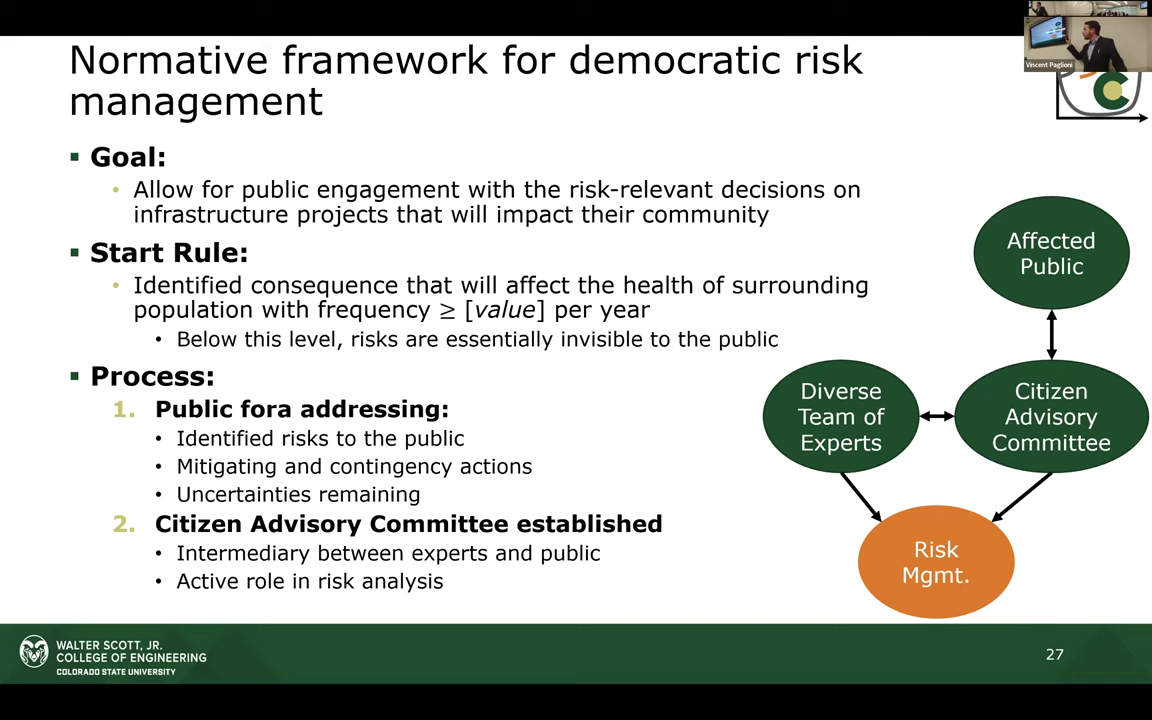 Normative framework for democratic risk
management
Vincent Paglioni
C
▪ Goal:
• Allow for public engagement with the risk-relevant decisions on
infrastructure projects that will impact their community
▪ Start Rule:
• Identified consequence that will affect the health of surrounding
population with frequency ≥ [value] per year
• Below this level, risks are essentially invisible to the public
▪ Process:
1. Public fora addressing:
• Identified risks to the public
• Mitigating and contingency actions
• Uncertainties remaining
2. Citizen Advisory Committee established
• Intermediary between experts and public
• Active role in risk analysis
Affected
Public
Diverse
Team of
Experts
Citizen
Advisory
Committee
Risk
Mgmt.
WALTER SCOTT, JR.
COLLEGE OF ENGINEERING
COLORADO STATE UNIVERSITY
27